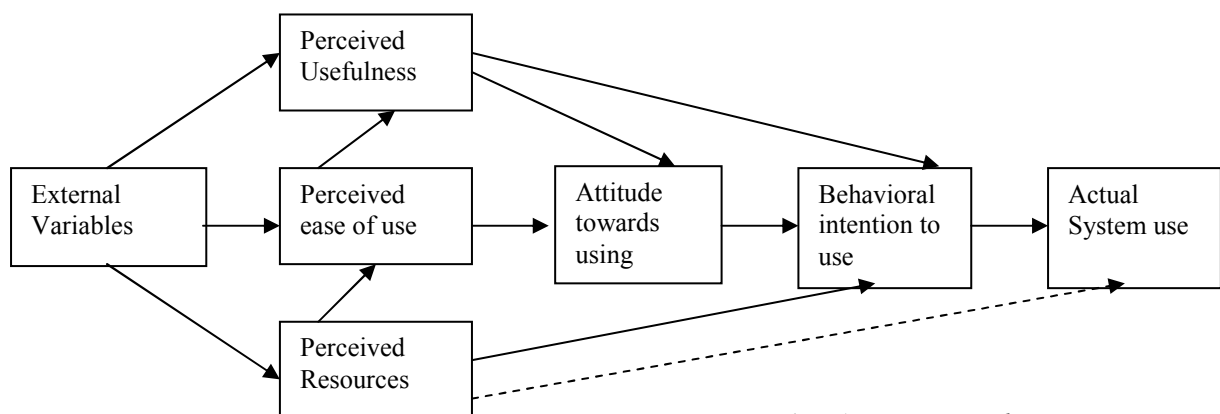 Perceived
Usefulness
External
Variables
Perceived
ease of use
Attitude
towards
using
Behavioral
intention to
use
Actual
System use
Perceived
Resources